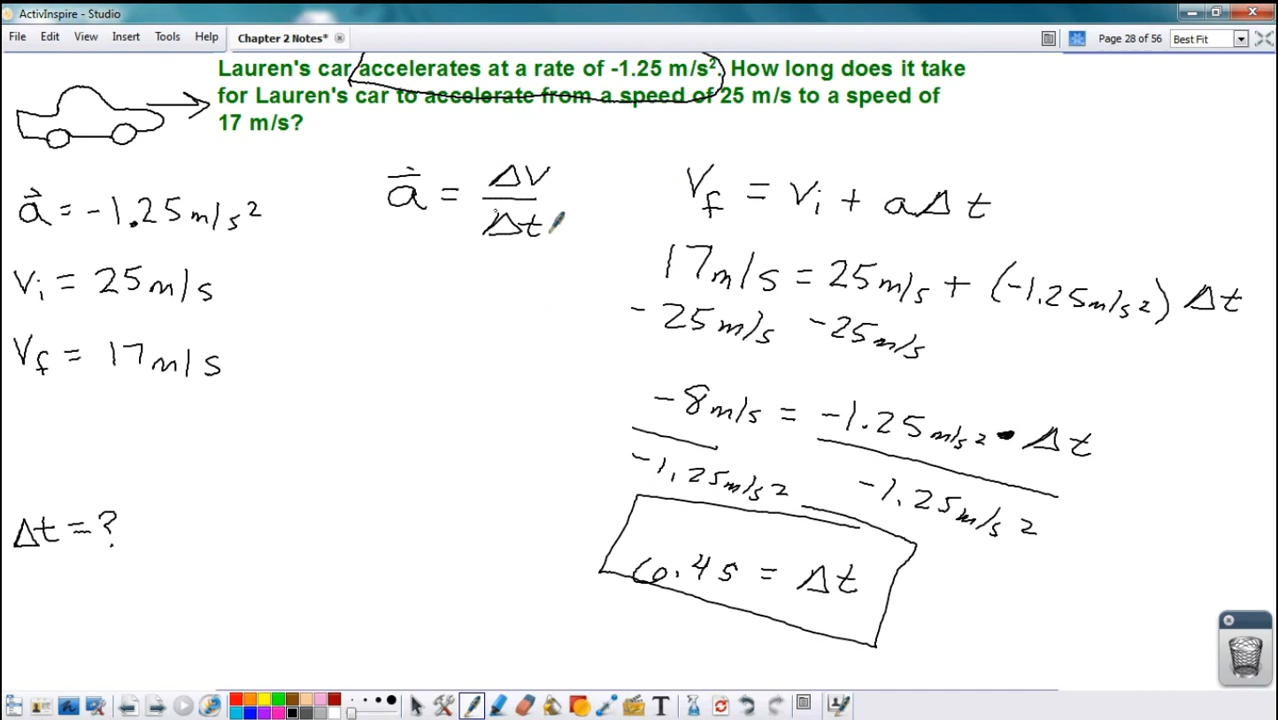 ActivInspire - Studio
File Edit View Insert Tools Help Chapter 2 Notes* Page 28 of 56 Best Fit
Lauren's car accelerates at a rate of -1.25 m/s². How long does it take
for Lauren's car to accelerate from a speed of 25 m/s to a speed of
17 m/s?
a⃗ = -1.25 m/s²
vi = 25 m/s
vf = 17 m/s
Δt = ?
a⃗ = Δv/Δt
vf = vi + aΔt
17 m/s = 25 m/s + (-1.25 m/s²) Δt
-25 m/s -25 m/s
-8 m/s = -1.25 m/s² • Δt
-1.25 m/s² -1.25 m/s²
6.4 s = Δt
T